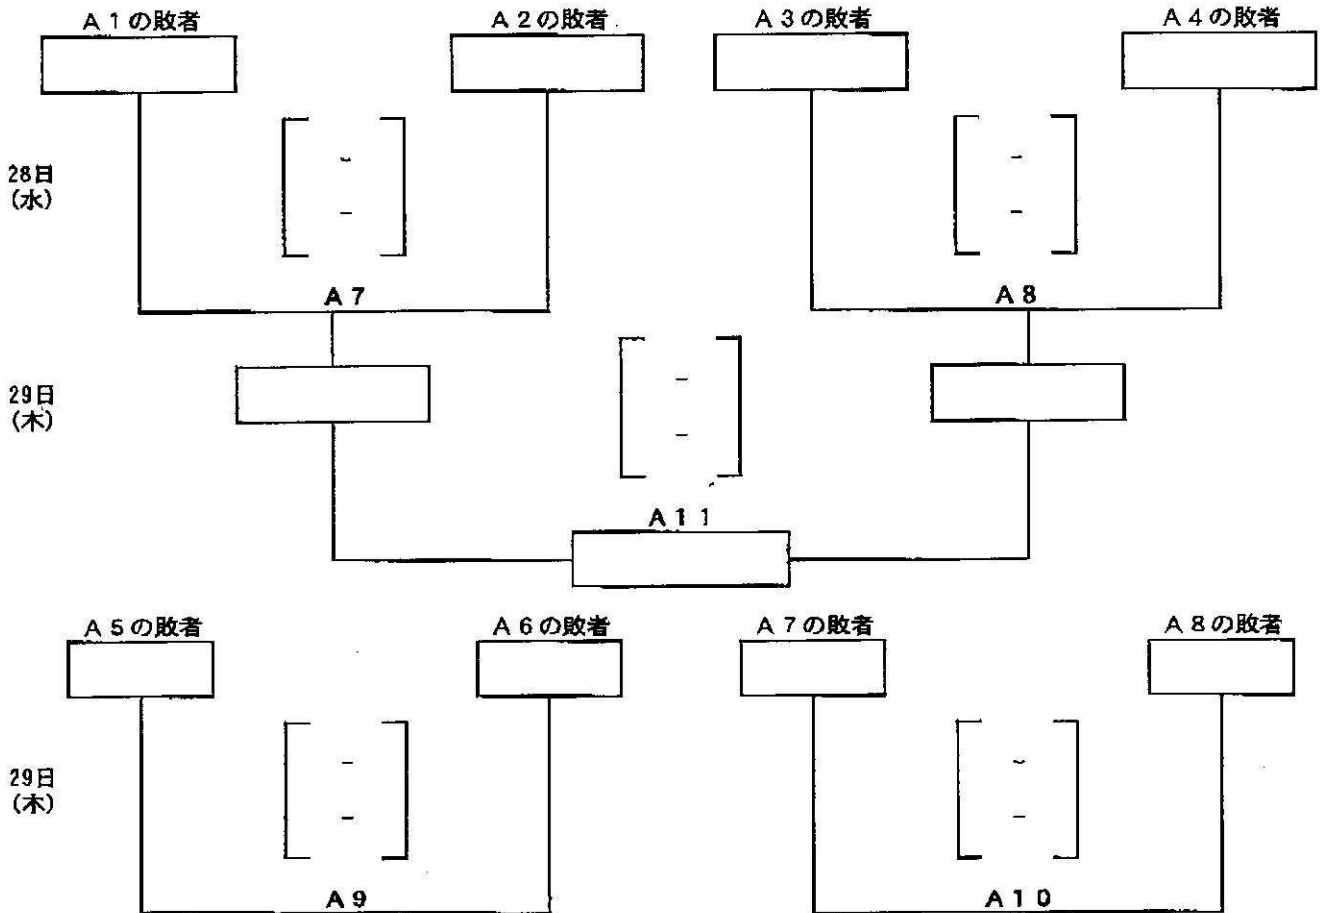 A1の敗者 A2の敗者 A3の敗者 A4の敗者
28日
(水)
- -
- -
A7 A8
29日
(木)
-
-
A11
A5の敗者 A6の敗者 A7の敗者 A8の敗者
29日
(木)
- -
- -
A9 A10